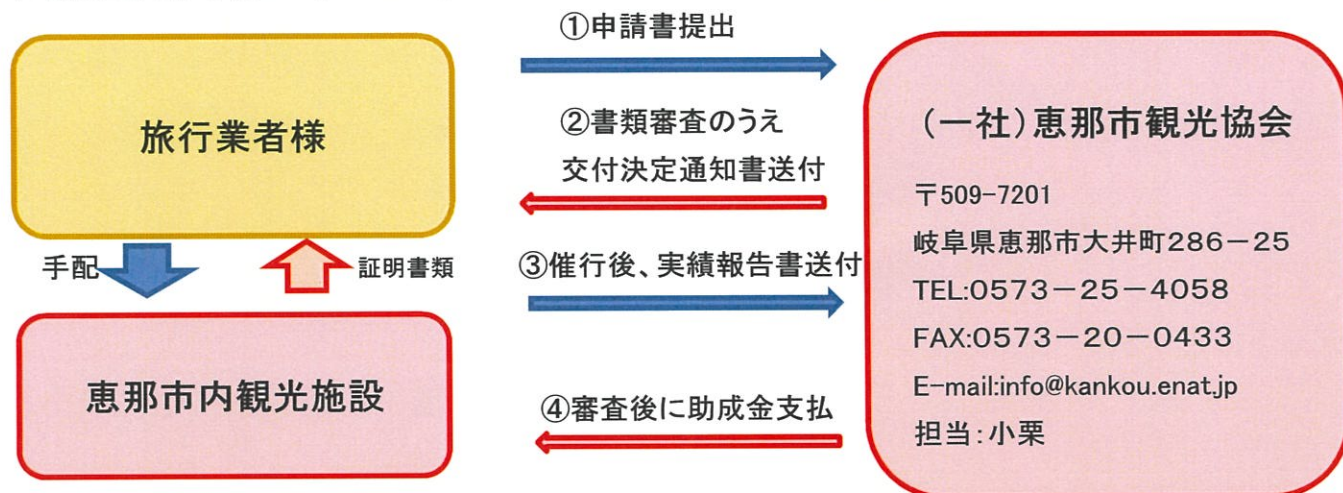 旅行業者様
手配
証明書類
恵那市内観光施設
①申請書提出
②書類審査のうえ
交付決定通知書送付
③催行後、実績報告書送付
④審査後に助成金支払
(一社)恵那市観光協会
〒509-7201
岐阜県恵那市大井町286－25
TEL:0573－25－4058
FAX:0573－20－0433
E-mail:info@kankou.enat.jp
担当:小栗